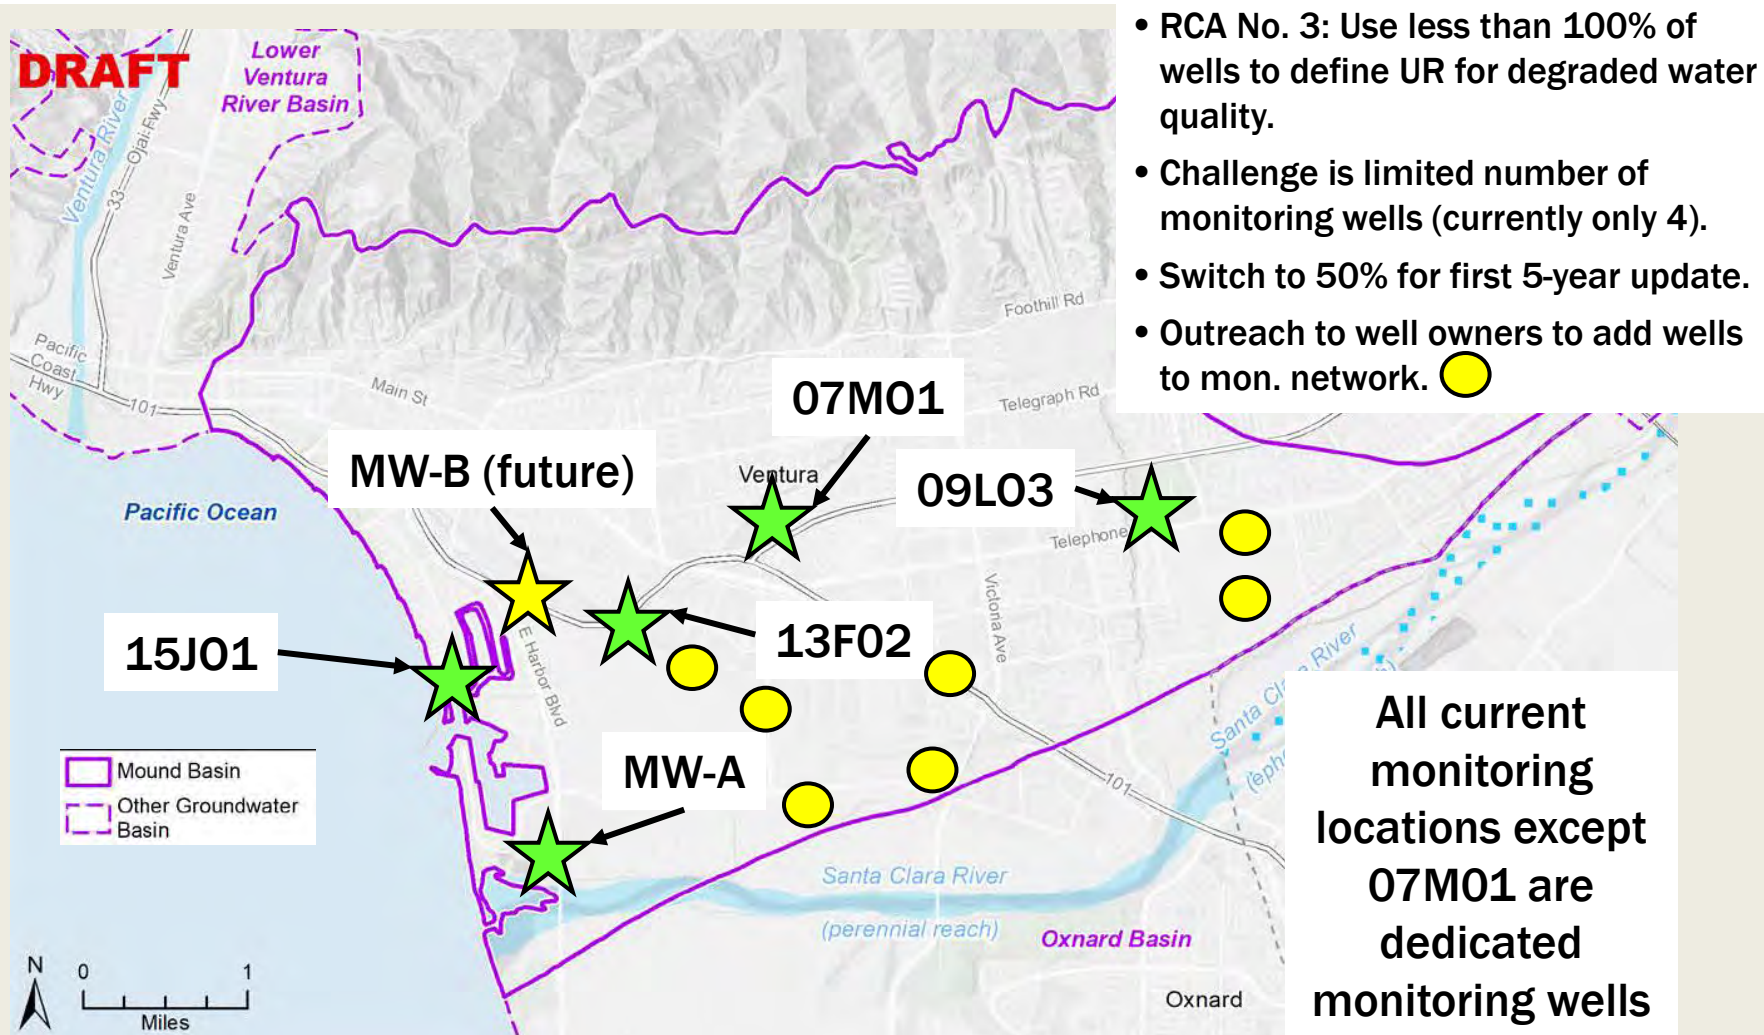 • RCA No. 3: Use less than 100% of
wells to define UR for degraded water
quality.
• Challenge is limited number of
monitoring wells (currently only 4).
• Switch to 50% for first 5-year update.
• Outreach to well owners to add wells
to mon. network.
DRAFT
Lower
Ventura
River Basin
Ventura River
33
Ojai Fwy
Ventura Ave
Pacific
Coast
Hwy
101
Main St
Foothill Rd
Telegraph Rd
07M01
MW-B (future)
Ventura
09L03
Pacific Ocean
Telephone
Victoria Ave
15J01
13F02
E Harbor Blvd
Santa Clara River
MW-A
101
Mound Basin
Other Groundwater
Basin
Santa Clara River
(perennial reach)
Oxnard Basin
Oxnard
N
0 1
Miles
All current
monitoring
locations except
07M01 are
dedicated
monitoring wells